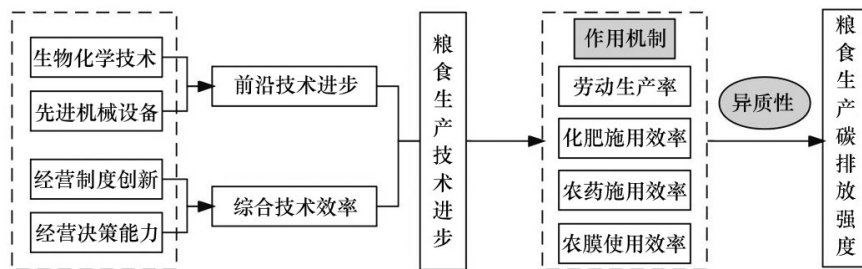 生物化学技术
先进机械设备
经营制度创新
经营决策能力
前沿技术进步
综合技术效率
粮食生产技术进步
作用机制
劳动生产率
化肥施用效率
农药施用效率
农膜使用效率
异质性
粮食生产碳排放强度